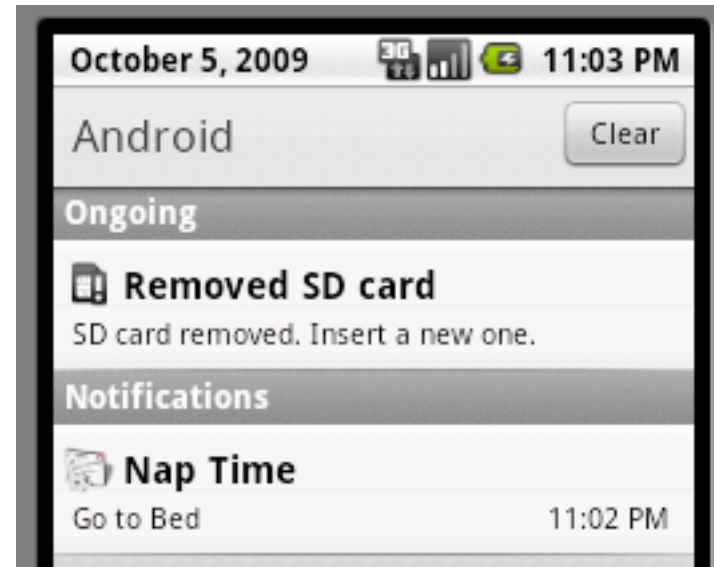 October 5, 2009 3G 11:03 PM
Android Clear
Ongoing
Removed SD card
SD card removed. Insert a new one.
Notifications
Nap Time
Go to Bed 11:02 PM